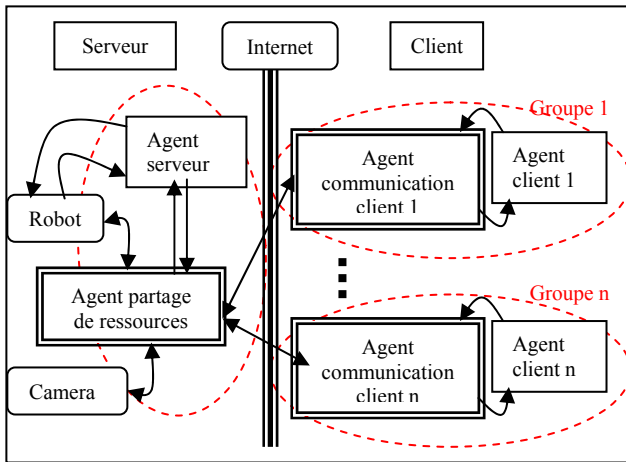 Serveur
Internet
Client
Groupe 1
Agent
serveur
Agent
communication
client 1
Agent
client 1
Robot
Agent partage
de ressources
Groupe n
Agent
communication
client n
Agent
client n
Camera